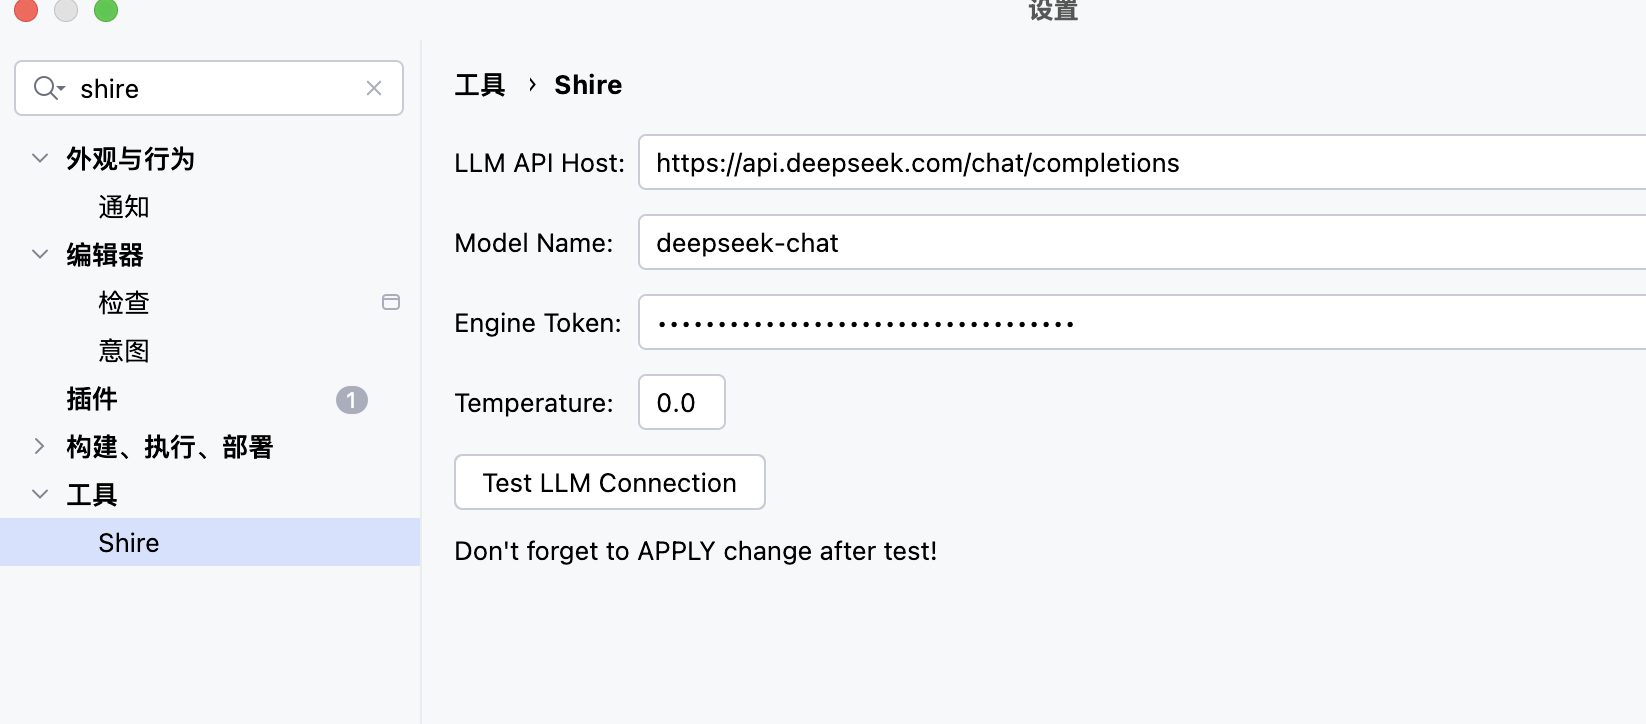 设置
shire
外观与行为
通知
编辑器
检查
意图
插件 1
构建、执行、部署
工具
Shire
工具 › Shire
LLM API Host: https://api.deepseek.com/chat/completions
Model Name: deepseek-chat
Engine Token: •••••••••••••••••••••••••••••••••••
Temperature: 0.0
Test LLM Connection
Don't forget to APPLY change after test!